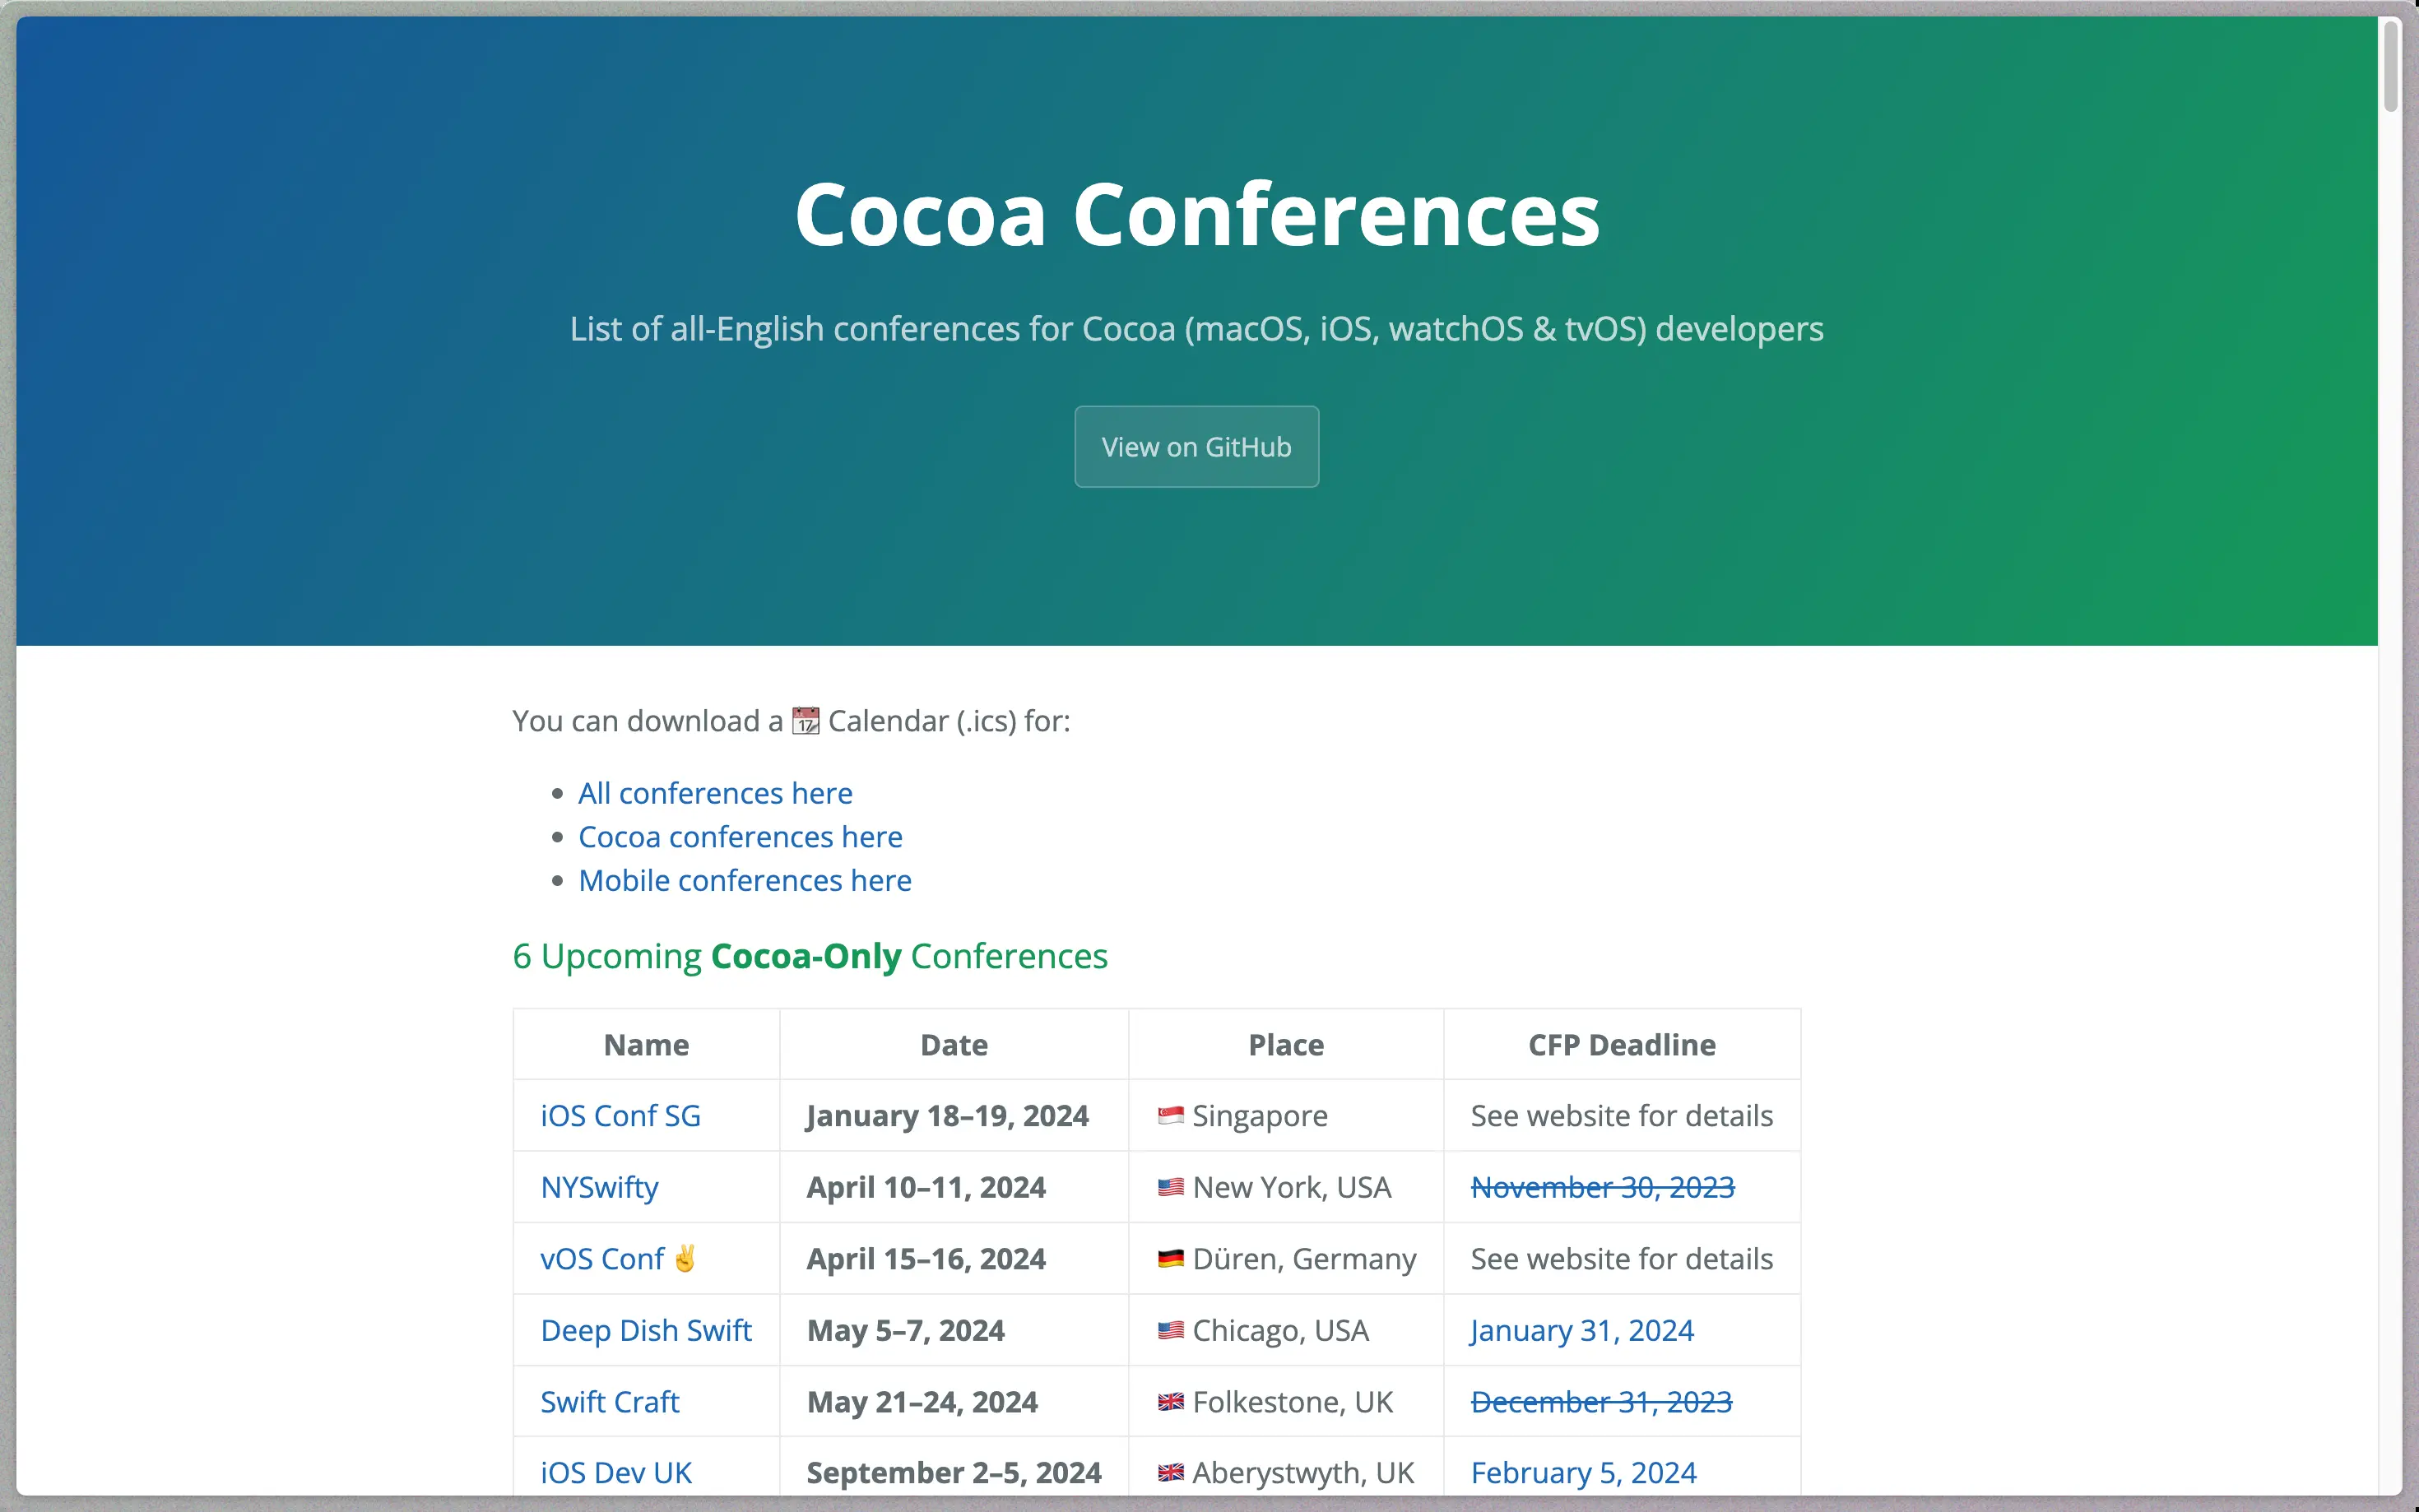 Cocoa Conferences
List of all-English conferences for Cocoa (macOS, iOS, watchOS & tvOS) developers
View on GitHub
You can download a 📆 Calendar (.ics) for:
All conferences here
Cocoa conferences here
Mobile conferences here
6 Upcoming Cocoa-Only Conferences
Name Date Place CFP Deadline
iOS Conf SG January 18–19, 2024 🇸🇬 Singapore See website for details
NYSwifty April 10–11, 2024 🇺🇸 New York, USA November 30, 2023
vOS Conf ✌️ April 15–16, 2024 🇩🇪 Düren, Germany See website for details
Deep Dish Swift May 5–7, 2024 🇺🇸 Chicago, USA January 31, 2024
Swift Craft May 21–24, 2024 🇬🇧 Folkestone, UK December 31, 2023
iOS Dev UK September 2–5, 2024 🇬🇧 Aberystwyth, UK February 5, 2024